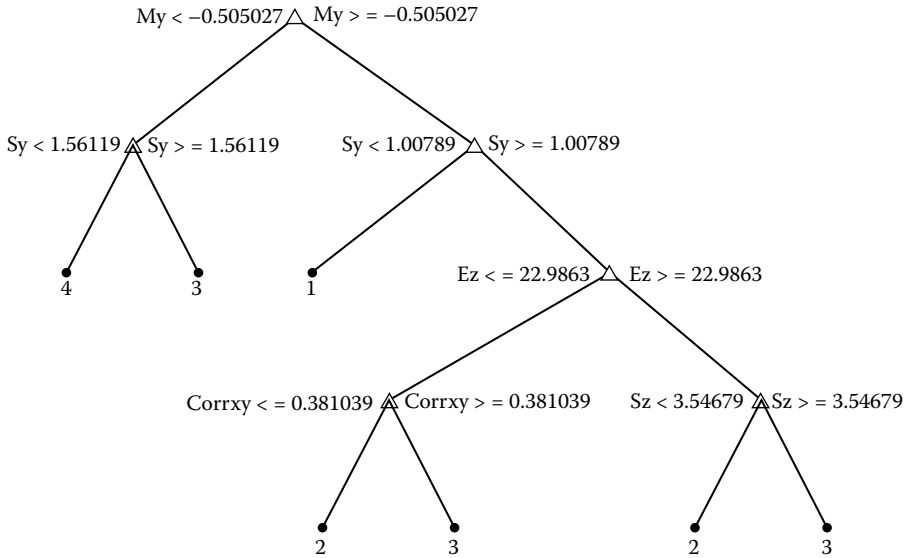 My < −0.505027 My > = −0.505027
Sy < 1.56119 Sy > = 1.56119 Sy < 1.00789 Sy > = 1.00789
4 3 1
Ez < = 22.9863 Ez > = 22.9863
Corrxy < = 0.381039 Corrxy > = 0.381039 Sz < 3.54679 Sz > = 3.54679
2 3 2 3